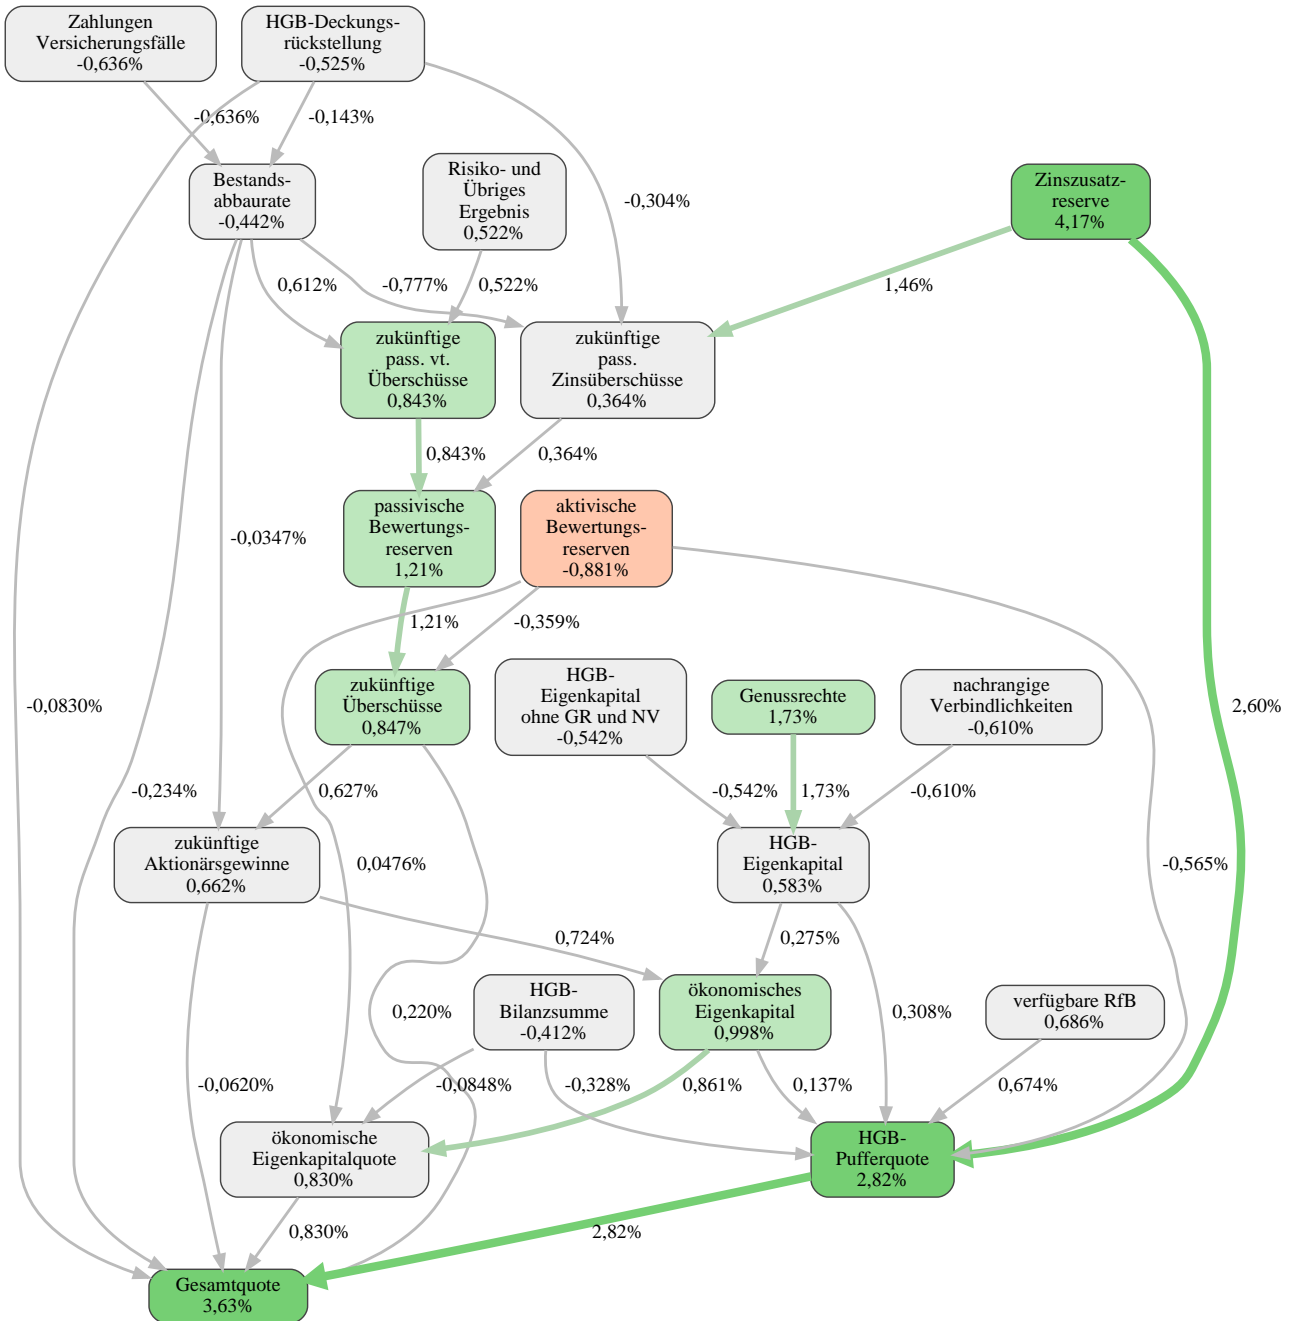 Zahlungen
Versicherungsfälle
-0,636%
HGB-Deckungs-
rückstellung
-0,525%
-0,636%
-0,143%
Bestands-
abbaurate
-0,442%
Risiko- und
Übriges
Ergebnis
0,522%
-0,304%
Zinszusatz-
reserve
4,17%
0,612%
-0,777%
0,522%
1,46%
zukünftige
pass. vt.
Überschüsse
0,843%
zukünftige
pass.
Zinsüberschüsse
0,364%
0,843%
0,364%
passivische
Bewertungs-
reserven
1,21%
aktivische
Bewertungs-
reserven
-0,881%
-0,0347%
1,21%
-0,359%
zukünftige
Überschüsse
0,847%
HGB-
Eigenkapital
ohne GR und NV
-0,542%
Genussrechte
1,73%
nachrangige
Verbindlichkeiten
-0,610%
-0,0830%
2,60%
-0,234%
0,627%
-0,542%
1,73%
-0,610%
zukünftige
Aktionärsgewinne
0,662%
0,0476%
HGB-
Eigenkapital
0,583%
-0,565%
0,724%
0,275%
HGB-
Bilanzsumme
-0,412%
ökonomisches
Eigenkapital
0,998%
verfügbare RfB
0,686%
0,220%
0,308%
-0,0620%
-0,0848%
-0,328%
0,861%
0,137%
0,674%
ökonomische
Eigenkapitalquote
0,830%
HGB-
Pufferquote
2,82%
0,830%
2,82%
Gesamtquote
3,63%